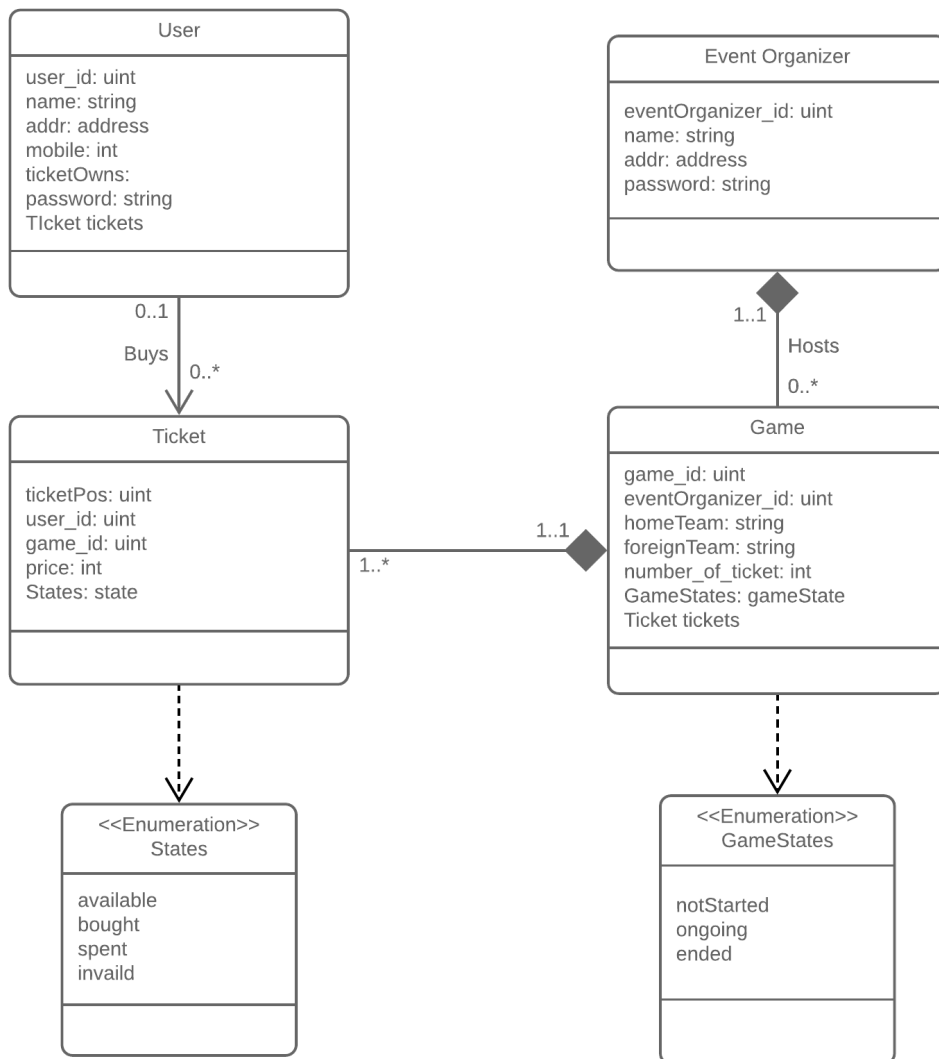 User
user_id: uint
name: string
addr: address
mobile: int
ticketOwns:
password: string
TIcket tickets
Event Organizer
eventOrganizer_id: uint
name: string
addr: address
password: string
0..1
Buys
0..*
1..1
Hosts
0..*
Ticket
ticketPos: uint
user_id: uint
game_id: uint
price: int
States: state
1..*
1..1
Game
game_id: uint
eventOrganizer_id: uint
homeTeam: string
foreignTeam: string
number_of_ticket: int
GameStates: gameState
Ticket tickets
<<Enumeration>>
States
available
bought
spent
invaild
<<Enumeration>>
GameStates
notStarted
ongoing
ended